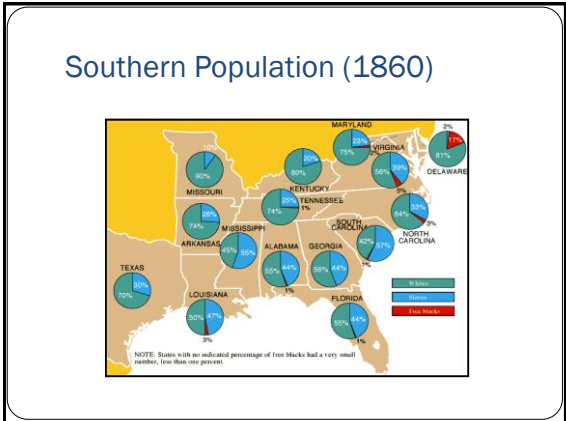 Southern Population (1860)
MARYLAND
23%
75%
2%
VIRGINIA
39%
56%
5%
2%
17%
81%
DELAWARE
10%
90%
MISSOURI
20%
80%
KENTUCKY
25%
74%
1%
TENNESSEE
33%
64%
3%
NORTH
CAROLINA
26%
74%
ARKANSAS
MISSISSIPPI
45%
55%
ALABAMA
55%
44%
1%
GEORGIA
56%
44%
SOUTH
CAROLINA
42%
57%
1%
TEXAS
30%
70%
LOUISIANA
50%
47%
3%
FLORIDA
55%
44%
1%
Whites
Slaves
Free blacks
NOTE: States with no indicated percentage of free blacks had a very small
number, less than one percent.